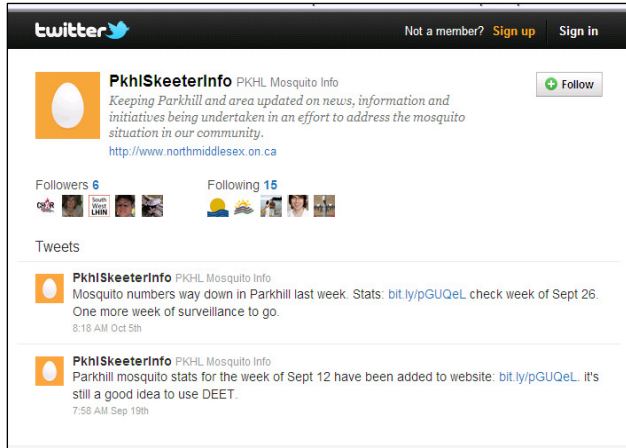 twitter
Not a member? Sign up Sign in
PkhlSkeeterInfo PKHL Mosquito Info
Keeping Parkhill and area updated on news, information and
initiatives being undertaken in an effort to address the mosquito
situation in our community.
http://www.northmiddlesex.on.ca
Follow
Followers 6
Following 15
South
West
LHIN
Tweets
PkhlSkeeterInfo PKHL Mosquito Info
Mosquito numbers way down in Parkhill last week. Stats: bit.ly/pGUQeL check week of Sept 26.
One more week of surveillance to go.
8:18 AM Oct 5th
PkhlSkeeterInfo PKHL Mosquito Info
Parkhill mosquito stats for the week of Sept 12 have been added to website: bit.ly/pGUQeL. it's
still a good idea to use DEET.
7:58 AM Sep 19th